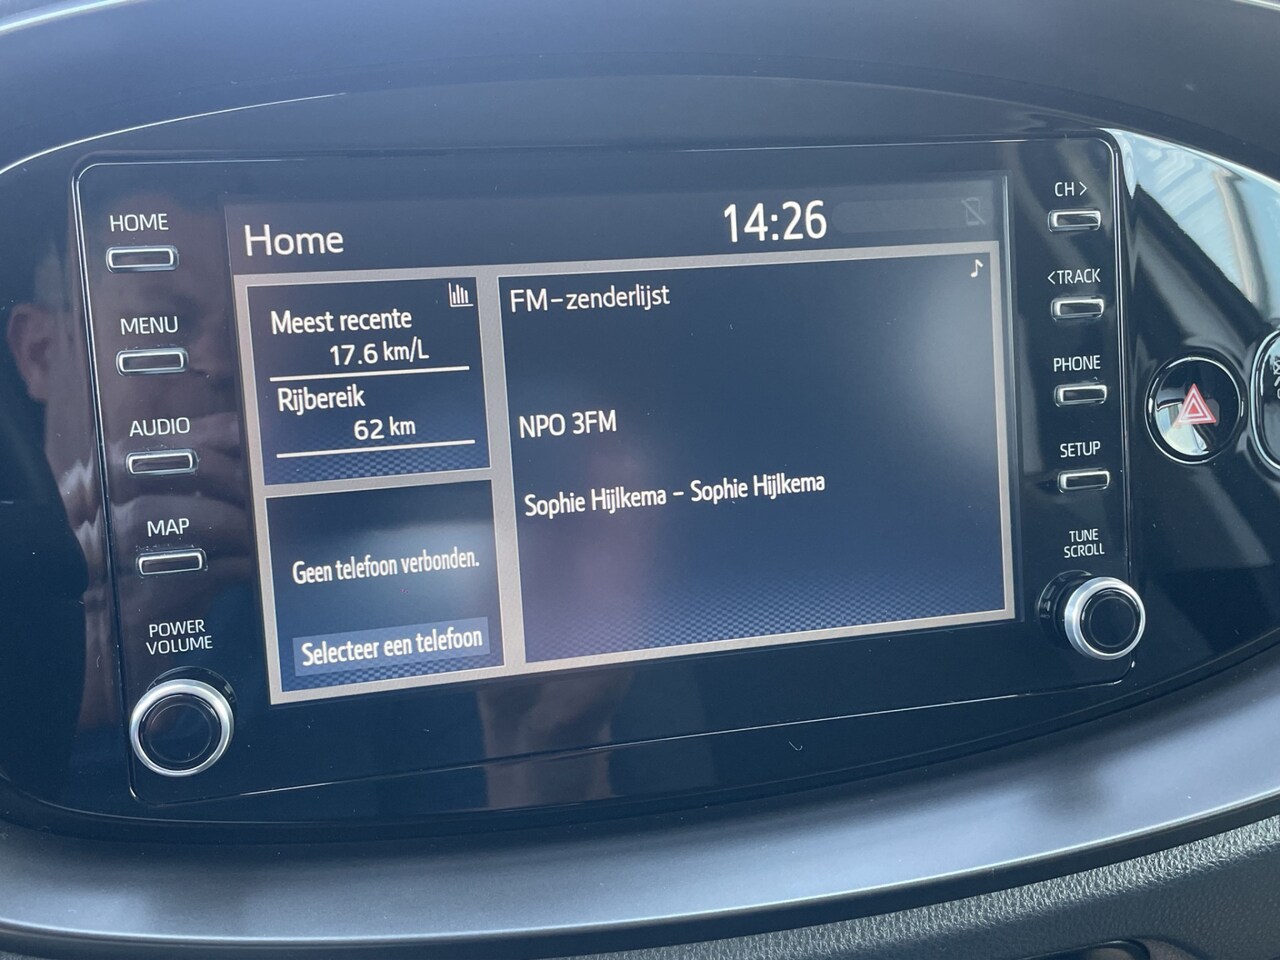 HOME
MENU
AUDIO
MAP
POWER
VOLUME
Home
14:26
Meest recente
17.6 km/L
Rijbereik
62 km
Geen telefoon verbonden.
Selecteer een telefoon
FM-zenderlijst
NPO 3FM
Sophie Hijlkema - Sophie Hijlkema
CH >
< TRACK
PHONE
SETUP
TUNE
SCROLL